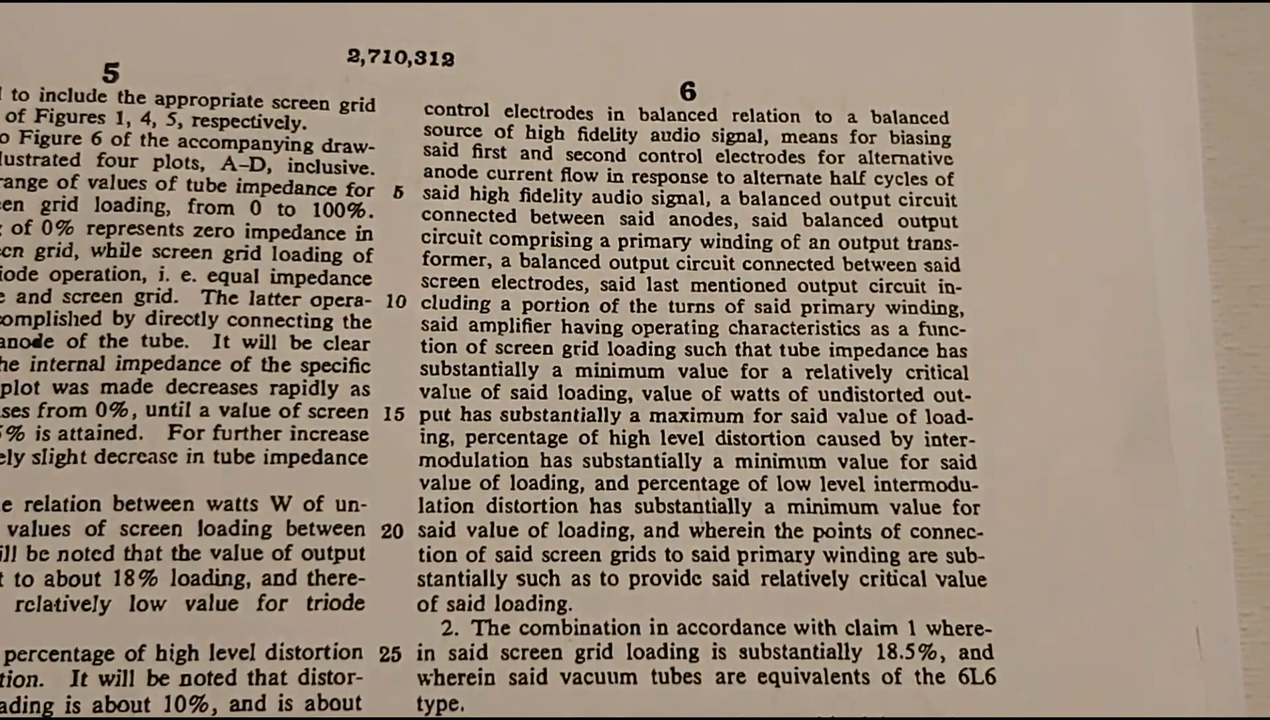 2,710,312
5
to include the appropriate screen grid
of Figures 1, 4, 5, respectively.
Figure 6 of the accompanying draw-
lustrated four plots, A-D, inclusive.
ange of values of tube impedance for
en grid loading, from 0 to 100%.
of 0% represents zero impedance in
en grid, while screen grid loading of
iode operation, i. e. equal impedance
and screen grid. The latter opera-
omplished by directly connecting the
anode of the tube. It will be clear
he internal impedance of the specific
plot was made decreases rapidly as
ses from 0%, until a value of screen
% is attained. For further increase
ely slight decrease in tube impedance
e relation between watts W of un-
values of screen loading between
ill be noted that the value of output
t to about 18% loading, and there-
relatively low value for triode
percentage of high level distortion
tion. It will be noted that distor-
ading is about 10%, and is about
5
10
15
20
25
6
control electrodes in balanced relation to a balanced
source of high fidelity audio signal, means for biasing
said first and second control electrodes for alternative
anode current flow in response to alternate half cycles of
said high fidelity audio signal, a balanced output circuit
connected between said anodes, said balanced output
circuit comprising a primary winding of an output trans-
former, a balanced output circuit connected between said
screen electrodes, said last mentioned output circuit in-
cluding a portion of the turns of said primary winding,
said amplifier having operating characteristics as a func-
tion of screen grid loading such that tube impedance has
substantially a minimum value for a relatively critical
value of said loading, value of watts of undistorted out-
put has substantially a maximum for said value of load-
ing, percentage of high level distortion caused by inter-
modulation has substantially a minimum value for said
value of loading, and percentage of low level intermodu-
lation distortion has substantially a minimum value for
said value of loading, and wherein the points of connec-
tion of said screen grids to said primary winding are sub-
stantially such as to provide said relatively critical value
of said loading.
2. The combination in accordance with claim 1 where-
in said screen grid loading is substantially 18.5%, and
wherein said vacuum tubes are equivalents of the 6L6
type.